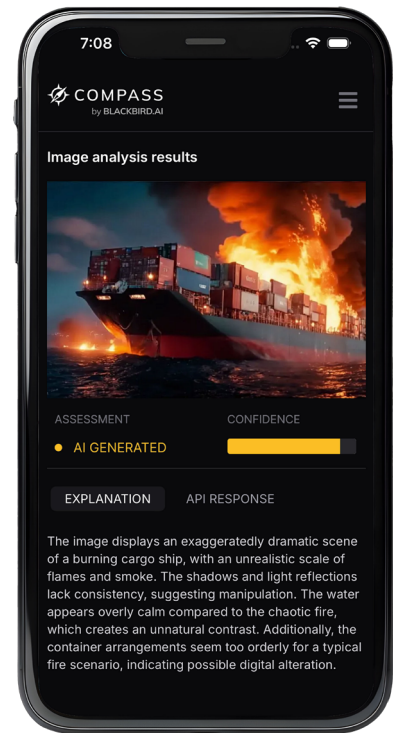 7:08
COMPASS
by BLACKBIRD.AI
Image analysis results
ASSESSMENT
CONFIDENCE
AI GENERATED
EXPLANATION
API RESPONSE
The image displays an exaggeratedly dramatic scene
of a burning cargo ship, with an unrealistic scale of
flames and smoke. The shadows and light reflections
lack consistency, suggesting manipulation. The water
appears overly calm compared to the chaotic fire,
which creates an unnatural contrast. Additionally, the
container arrangements seem too orderly for a typical
fire scenario, indicating possible digital alteration.